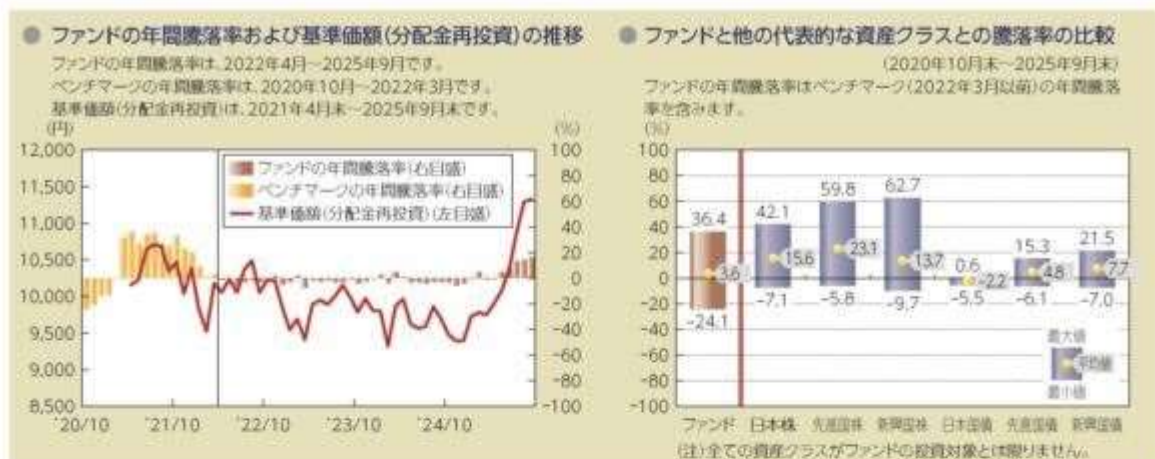 ● ファンドの年間騰落率および基準価額(分配金再投資)の推移
ファンドの年間騰落率は、2022年4月～2025年9月です。
ベンチマークの年間騰落率は、2020年10月～2022年3月です。
基準価額(分配金再投資)は、2021年4月末～2025年9月末です。
(円)
(%)
12,000
11,500
11,000
10,500
10,000
9,500
9,000
8,500
100
80
60
40
20
0
-20
-40
-60
-80
-100
ファンドの年間騰落率(右目盛)
ベンチマークの年間騰落率(右目盛)
基準価額(分配金再投資)(左目盛)
'20/10 '21/10 '22/10 '23/10 '24/10
● ファンドと他の代表的な資産クラスとの騰落率の比較
(2020年10月末～2025年9月末)
ファンドの年間騰落率はベンチマーク(2022年3月以前)の年間騰落
率を含みます。
(%)
100
80
60
40
20
0
-20
-40
-60
-80
-100
36.4 42.1 59.8 62.7 0.6 15.3 21.5
3.6 15.6 23.1 13.7 -2.2 4.8 7.7
-24.1 -7.1 -5.8 -9.7 -5.5 -6.1 -7.0
最大値
平均値
最小値
ファンド 日本株 先進国株 新興国株 日本国債 先進国債 新興国債
(注)全ての資産クラスがファンドの投資対象とは限りません。